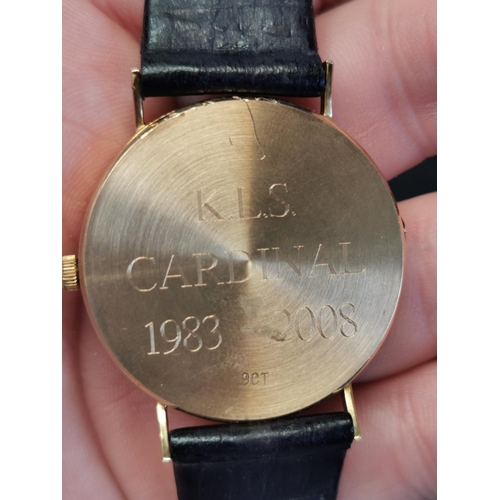 K.L.S.
CARDINAL
1983 - 2008
9CT